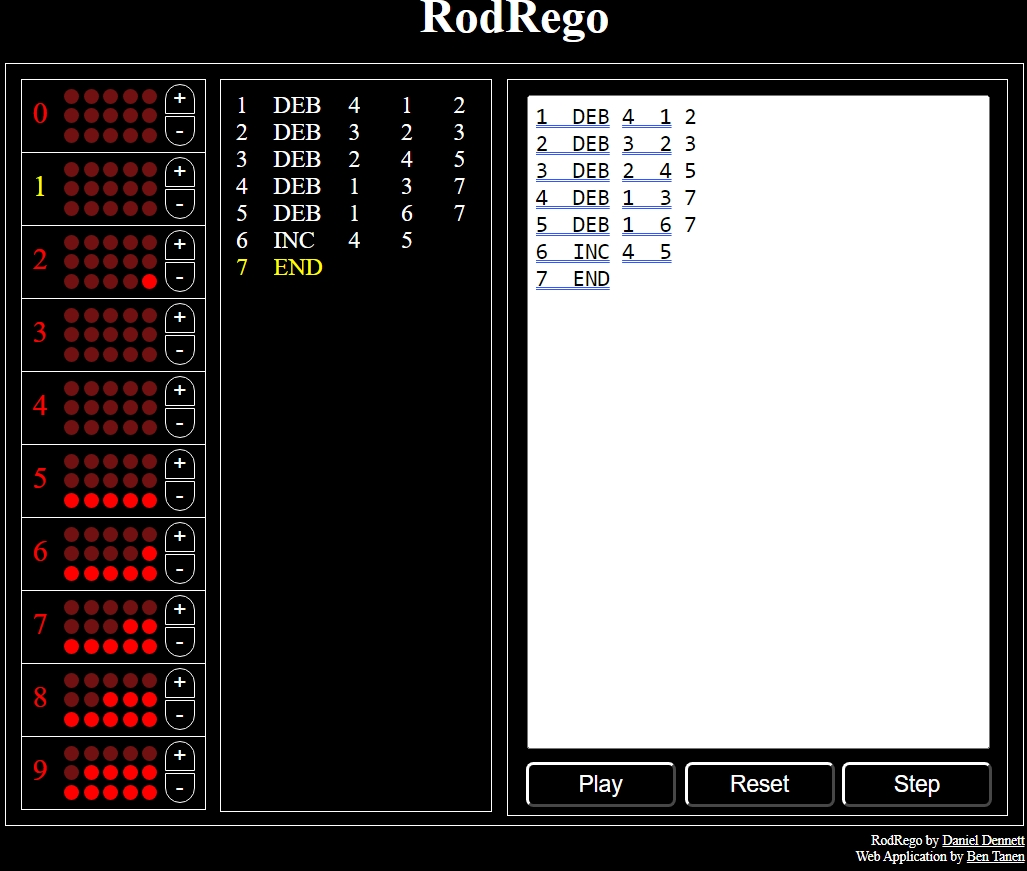 RodRego
0 + -
1 + -
2 + -
3 + -
4 + -
5 + -
6 + -
7 + -
8 + -
9 + -
1 DEB 4 1 2
2 DEB 3 2 3
3 DEB 2 4 5
4 DEB 1 3 7
5 DEB 1 6 7
6 INC 4 5
7 END
1 DEB 4 1 2
2 DEB 3 2 3
3 DEB 2 4 5
4 DEB 1 3 7
5 DEB 1 6 7
6 INC 4 5
7 END
Play Reset Step
RodRego by Daniel Dennett
Web Application by Ben Tanen